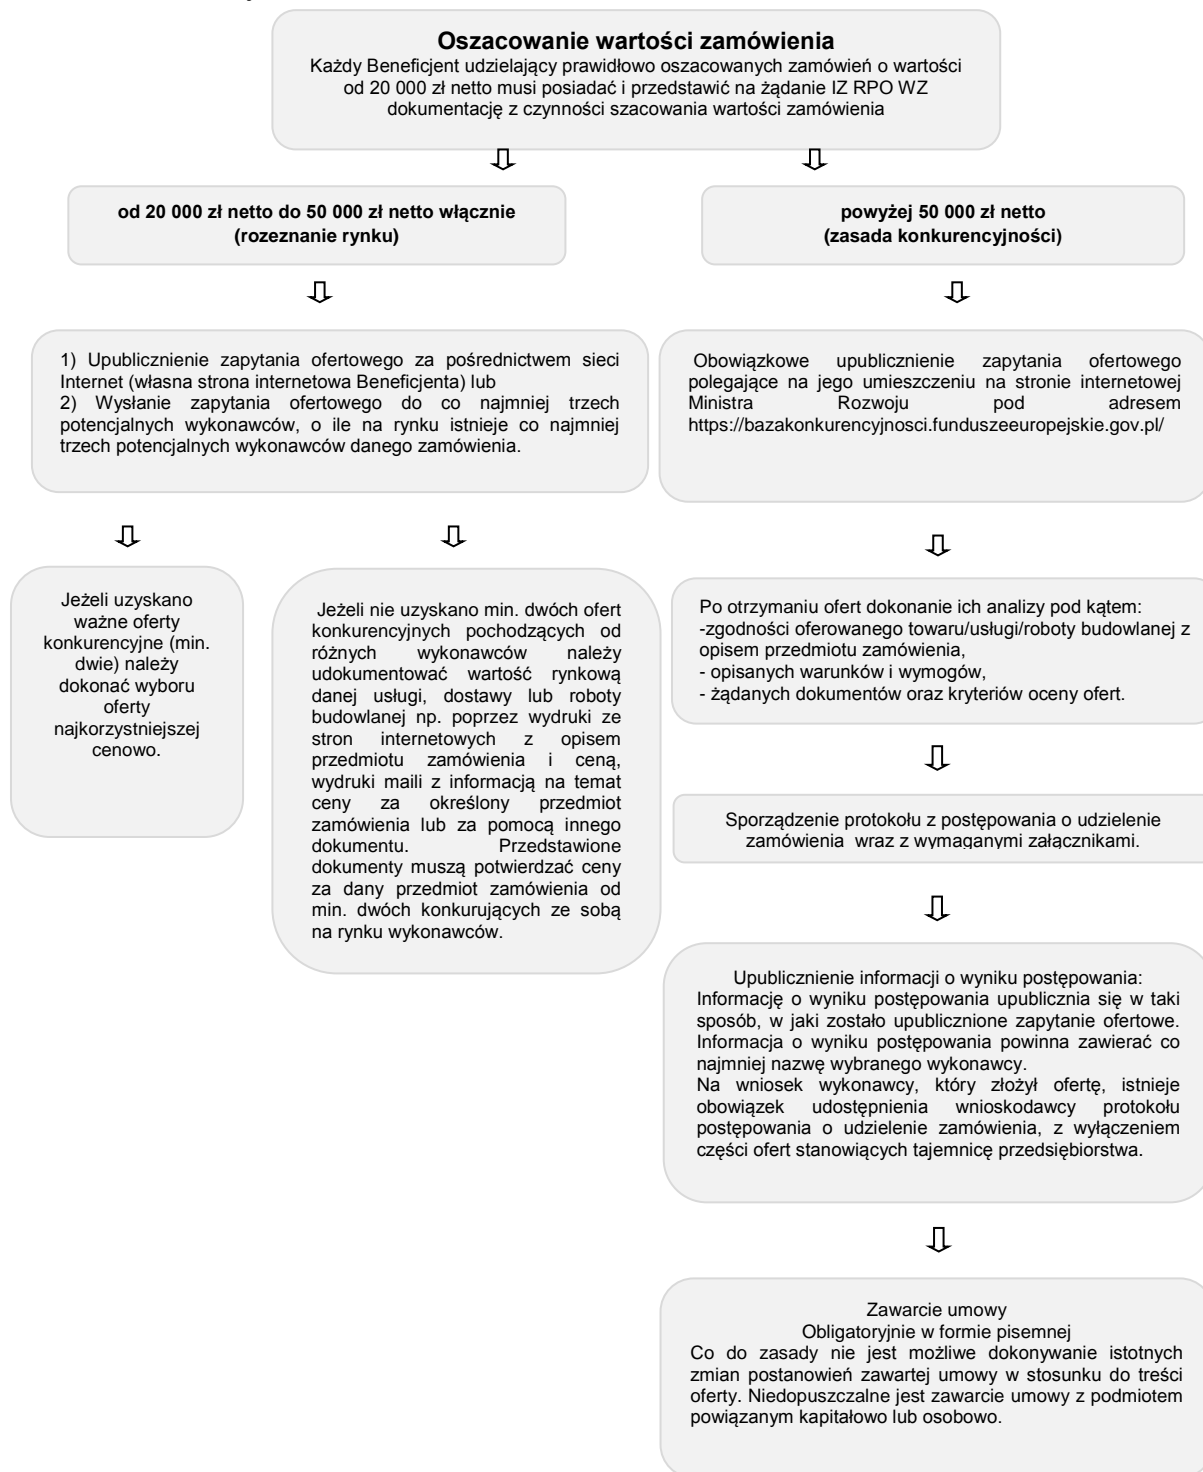 Oszacowanie wartości zamówienia
Każdy Beneficjent udzielający prawidłowo oszacowanych zamówień o wartości
od 20 000 zł netto musi posiadać i przedstawić na żądanie IZ RPO WZ
dokumentację z czynności szacowania wartości zamówienia
od 20 000 zł netto do 50 000 zł netto włącznie
(rozeznanie rynku)
powyżej 50 000 zł netto
(zasada konkurencyjności)
1) Upublicznienie zapytania ofertowego za pośrednictwem sieci
Internet (własna strona internetowa Beneficjenta) lub
2) Wysłanie zapytania ofertowego do co najmniej trzech
potencjalnych wykonawców, o ile na rynku istnieje co najmniej
trzech potencjalnych wykonawców danego zamówienia.
Obowiązkowe upublicznienie zapytania ofertowego
polegające na jego umieszczeniu na stronie internetowej
Ministra Rozwoju pod adresem
https://bazakonkurencyjnosci.funduszeeuropejskie.gov.pl/
Jeżeli uzyskano
ważne oferty
konkurencyjne (min.
dwie) należy
dokonać wyboru
oferty
najkorzystniejszej
cenowo.
Jeżeli nie uzyskano min. dwóch ofert
konkurencyjnych pochodzących od
różnych wykonawców należy
udokumentować wartość rynkową
danej usługi, dostawy lub roboty
budowlanej np. poprzez wydruki ze
stron internetowych z opisem
przedmiotu zamówienia i ceną,
wydruki maili z informacją na temat
ceny za określony przedmiot
zamówienia lub za pomocą innego
dokumentu. Przedstawione
dokumenty muszą potwierdzać ceny
za dany przedmiot zamówienia od
min. dwóch konkurujących ze sobą
na rynku wykonawców.
Po otrzymaniu ofert dokonanie ich analizy pod kątem:
-zgodności oferowanego towaru/usługi/roboty budowlanej z
opisem przedmiotu zamówienia,
- opisanych warunków i wymogów,
- żądanych dokumentów oraz kryteriów oceny ofert.
Sporządzenie protokołu z postępowania o udzielenie
zamówienia wraz z wymaganymi załącznikami.
Upublicznienie informacji o wyniku postępowania:
Informację o wyniku postępowania upublicznia się w taki
sposób, w jaki zostało upublicznione zapytanie ofertowe.
Informacja o wyniku postępowania powinna zawierać co
najmniej nazwę wybranego wykonawcy.
Na wniosek wykonawcy, który złożył ofertę, istnieje
obowiązek udostępnienia wnioskodawcy protokołu
postępowania o udzielenie zamówienia, z wyłączeniem
części ofert stanowiących tajemnicę przedsiębiorstwa.
Zawarcie umowy
Obligatoryjnie w formie pisemnej
Co do zasady nie jest możliwe dokonywanie istotnych
zmian postanowień zawartej umowy w stosunku do treści
oferty. Niedopuszczalne jest zawarcie umowy z podmiotem
powiązanym kapitałowo lub osobowo.